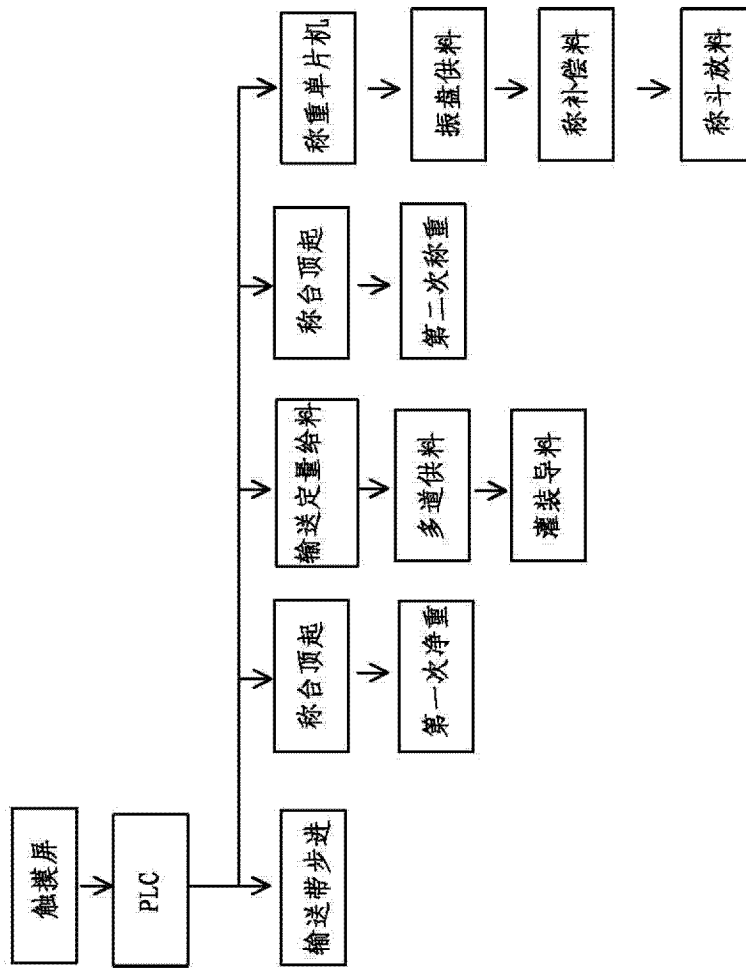 触摸屏
PLC
输送带步进
称台顶起
第一次净重
输送定量给料
多道供料
灌装导料
称台顶起
第二次称重
称重单片机
振盘供料
称补偿料
称斗放料